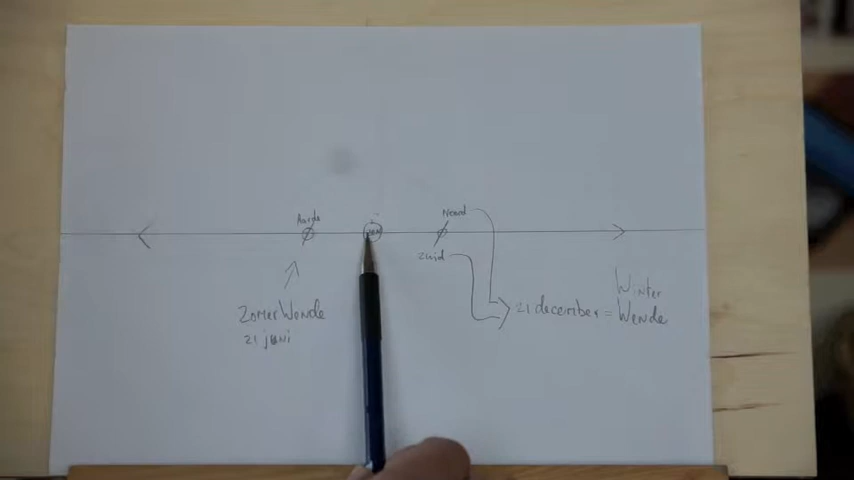 Aarde
Noord
Zuid
Zomer Wende
21 juni
21 december = Winter
Wende